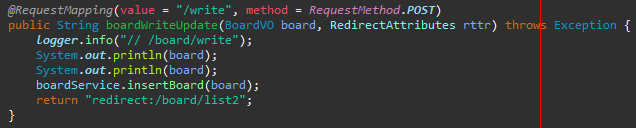 @RequestMapping(value = "/write", method = RequestMethod.POST)
public String boardWriteUpdate(BoardVO board, RedirectAttributes rttr) throws Exception {
logger.info("// /board/write");
System.out.println(board);
System.out.println(board);
boardService.insertBoard(board);
return "redirect:/board/list2";
}